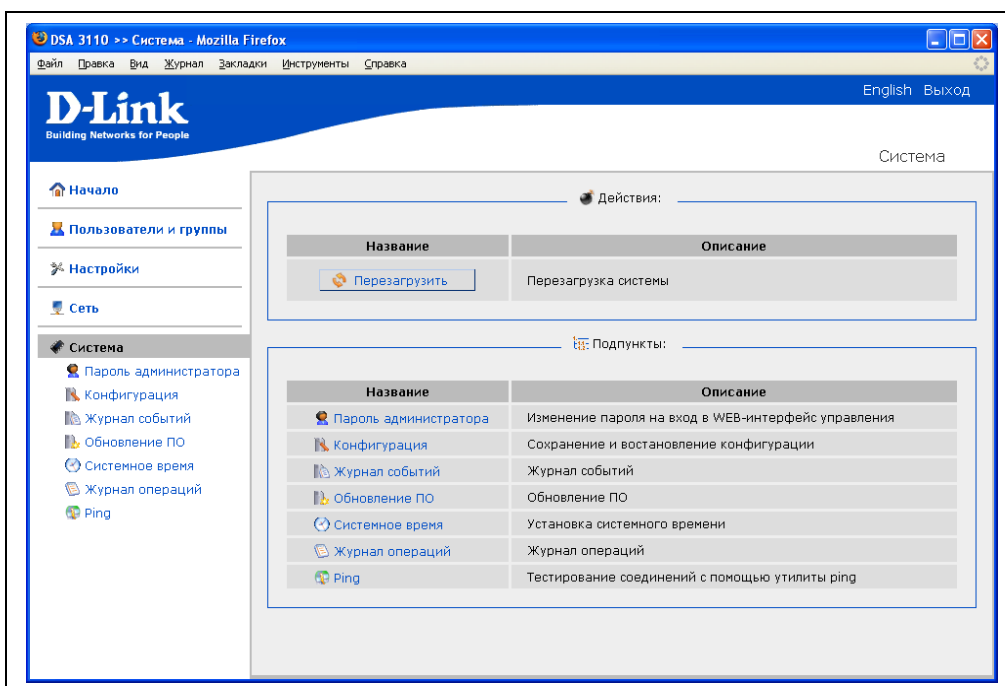 DSA 3110 >> Система - Mozilla Firefox
Файл Правка Вид Журнал Закладки Инструменты Справка
D-Link
Building Networks for People
English Выход
Система
Начало
Пользователи и группы
Настройки
Сеть
Система
Пароль администратора
Конфигурация
Журнал событий
Обновление ПО
Системное время
Журнал операций
Ping
Действия:
Название Описание
Перезагрузить Перезагрузка системы
Подпункты:
Название Описание
Пароль администратора Изменение пароля на вход в WEB-интерфейс управления
Конфигурация Сохранение и востановление конфигурации
Журнал событий Журнал событий
Обновление ПО Обновление ПО
Системное время Установка системного времени
Журнал операций Журнал операций
Ping Тестирование соединений с помощью утилиты ping